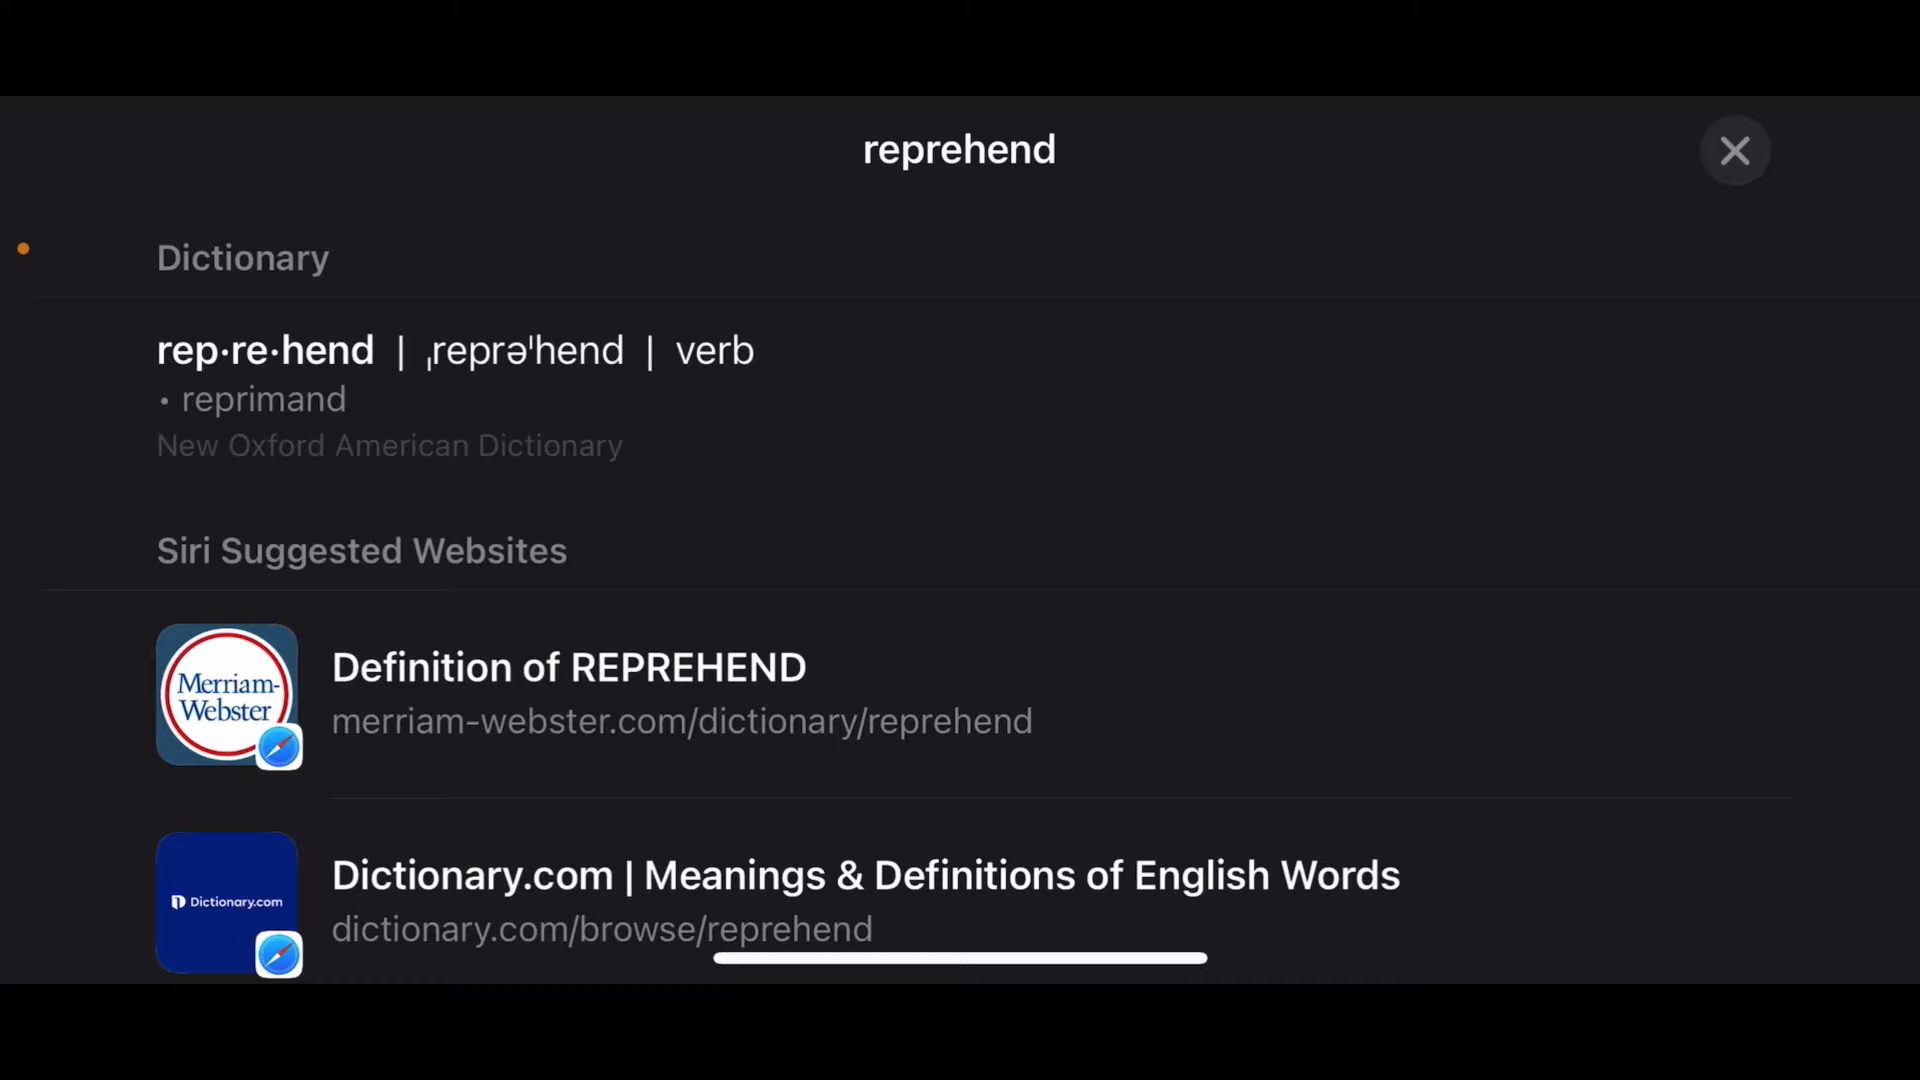 reprehend
Dictionary
rep·re·hend | ˌreprəˈhend | verb
• reprimand
New Oxford American Dictionary
Siri Suggested Websites
Merriam-
Webster
Definition of REPREHEND
merriam-webster.com/dictionary/reprehend
Dictionary.com
Dictionary.com | Meanings & Definitions of English Words
dictionary.com/browse/reprehend